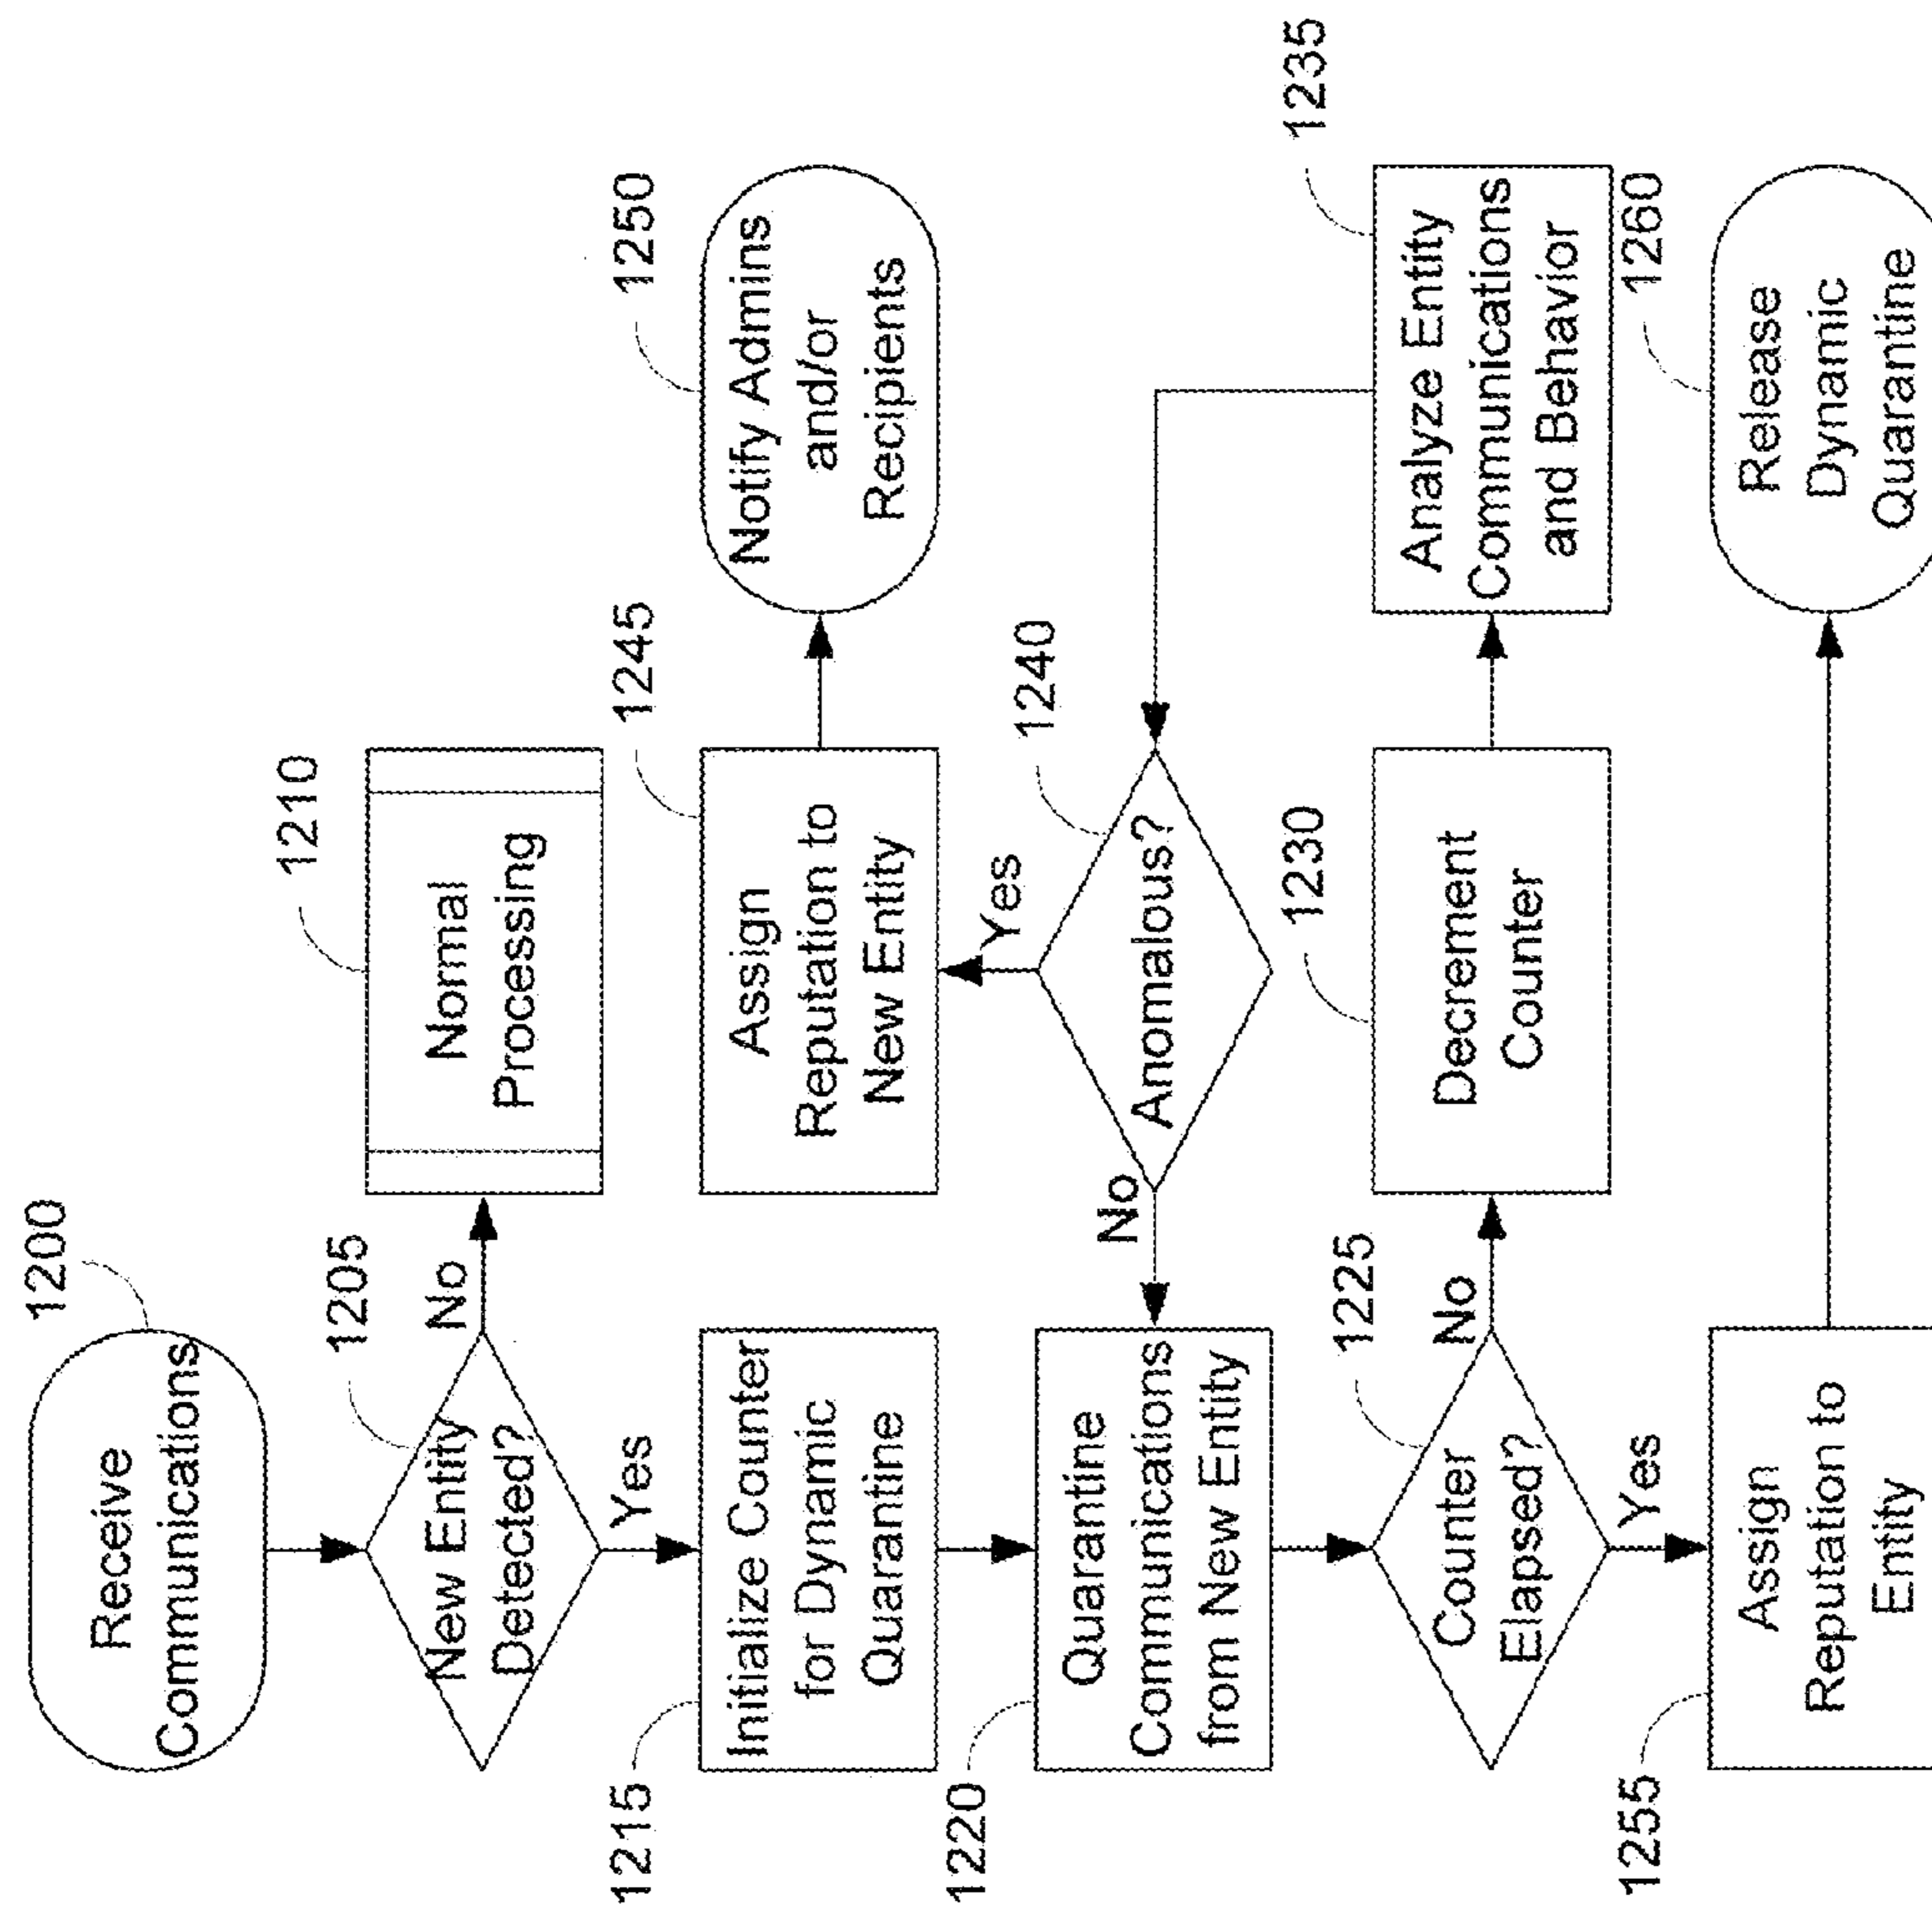 1200
Receive
Communications
1205
New Entity
Detected?
No
1210
Normal
Processing
Yes
1215
Initialize Counter
for Dynamic
Quarantine
1245
Assign
Reputation to
New Entity
1250
Notify Admins
and/or
Recipients
Yes
1220
Quarantine
Communications
from New Entity
No
1240
Anomalous?
1225
Counter
Elapsed?
No
1230
Decrement
Counter
1235
Analyze Entity
Communications
and Behavior
Yes
1255
Assign
Reputation to
Entity
1260
Release
Dynamic
Quarantine